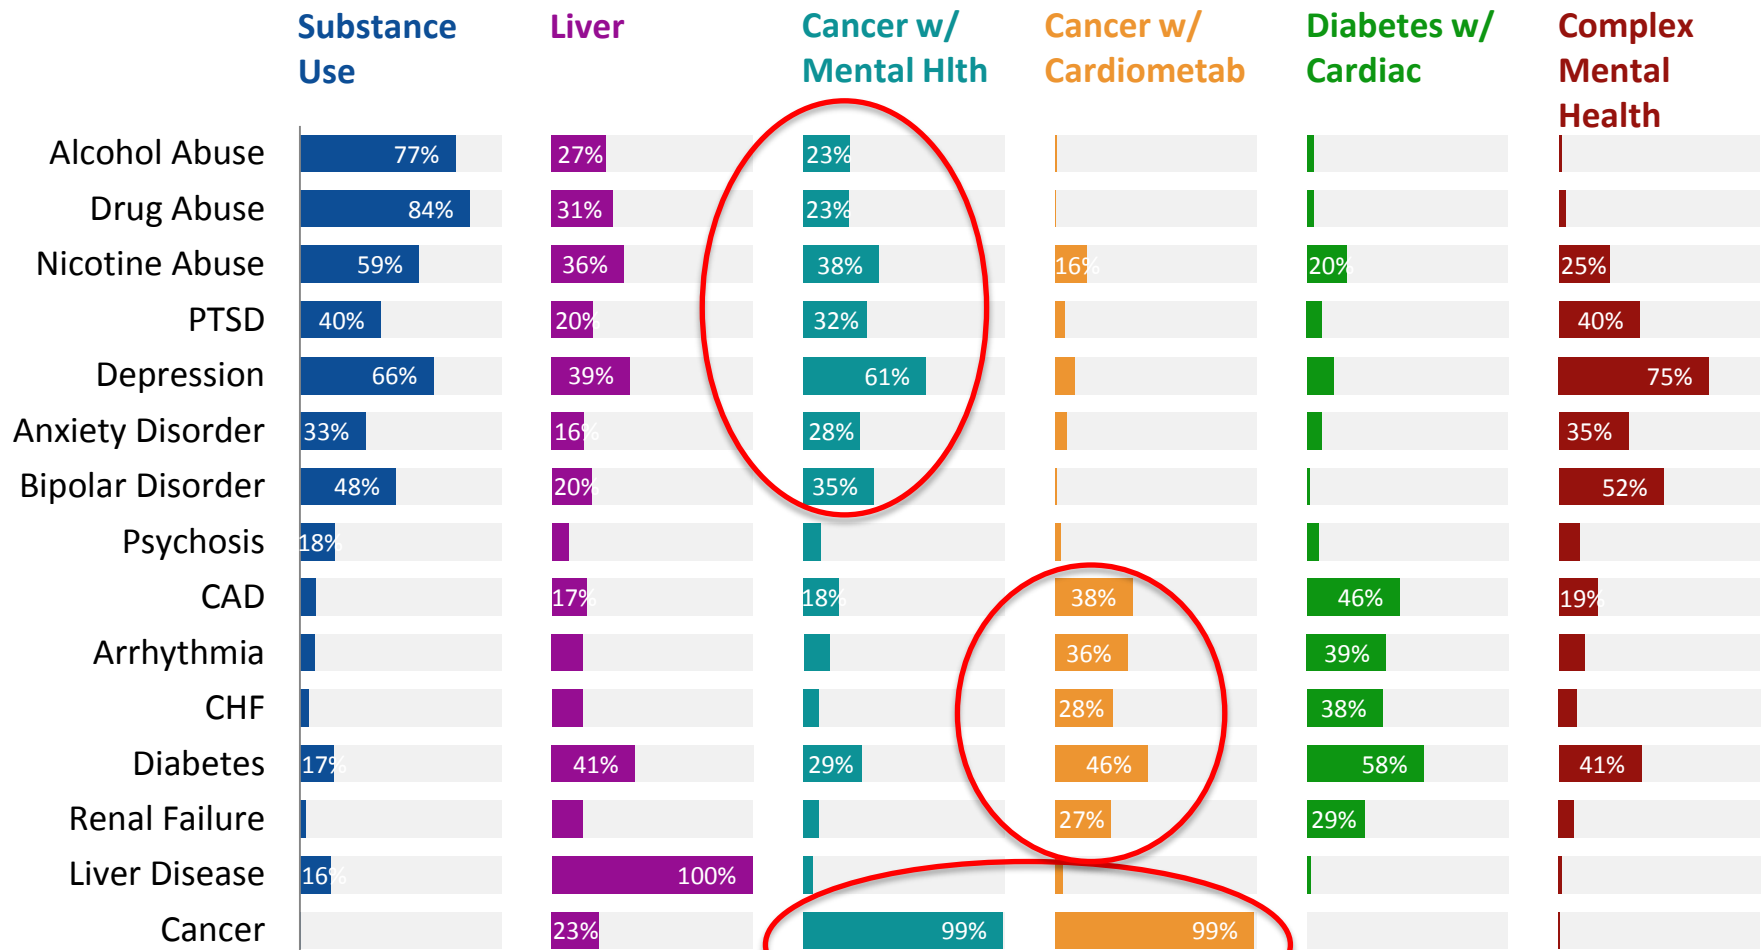 Substance Use
Liver
Cancer w/ Mental Hlth
Cancer w/ Cardiometab
Diabetes w/ Cardiac
Complex Mental Health
Alcohol Abuse 77% 27% 23%
Drug Abuse 84% 31% 23%
Nicotine Abuse 59% 36% 38% 16% 20% 25%
PTSD 40% 20% 32% 40%
Depression 66% 39% 61% 75%
Anxiety Disorder 33% 16% 28% 35%
Bipolar Disorder 48% 20% 35% 52%
Psychosis 18%
CAD 17% 18% 38% 46% 19%
Arrhythmia 36% 39%
CHF 28% 38%
Diabetes 17% 41% 29% 46% 58% 41%
Renal Failure 27% 29%
Liver Disease 16% 100%
Cancer 23% 99% 99%